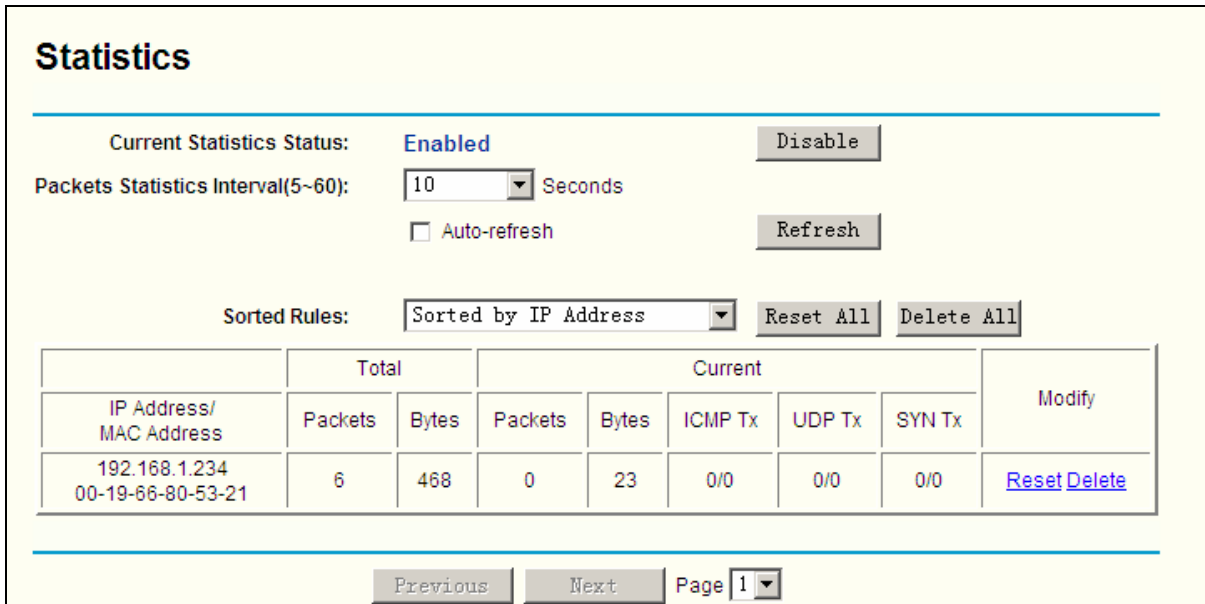 Statistics
Current Statistics Status: Enabled Disable
Packets Statistics Interval(5~60): 10 Seconds
Auto-refresh Refresh
Sorted Rules: Sorted by IP Address Reset All Delete All
Total Current Modify
IP Address/
MAC Address Packets Bytes Packets Bytes ICMP Tx UDP Tx SYN Tx
192.168.1.234
00-19-66-80-53-21 6 468 0 23 0/0 0/0 0/0 Reset Delete
Previous Next Page 1